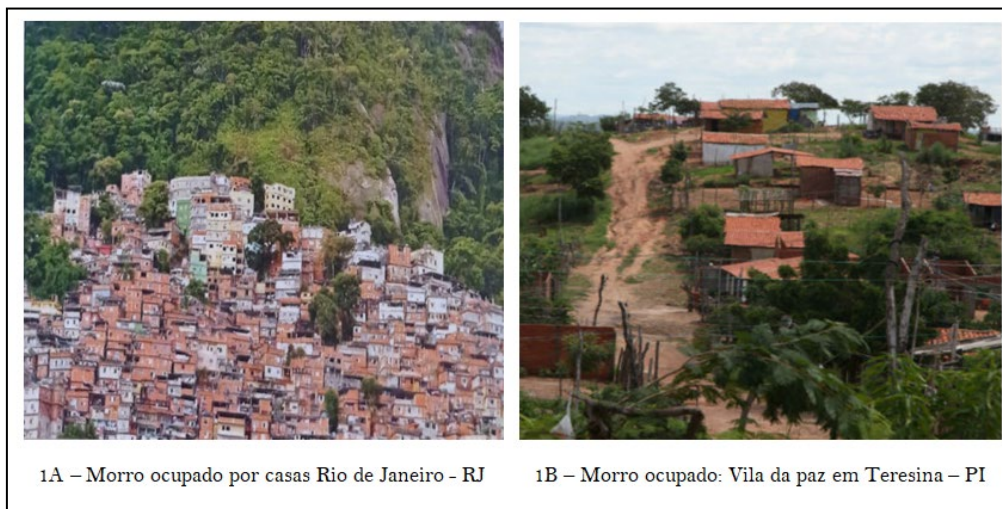 1A – Morro ocupado por casas Rio de Janeiro - RJ
1B – Morro ocupado: Vila da paz em Teresina – PI